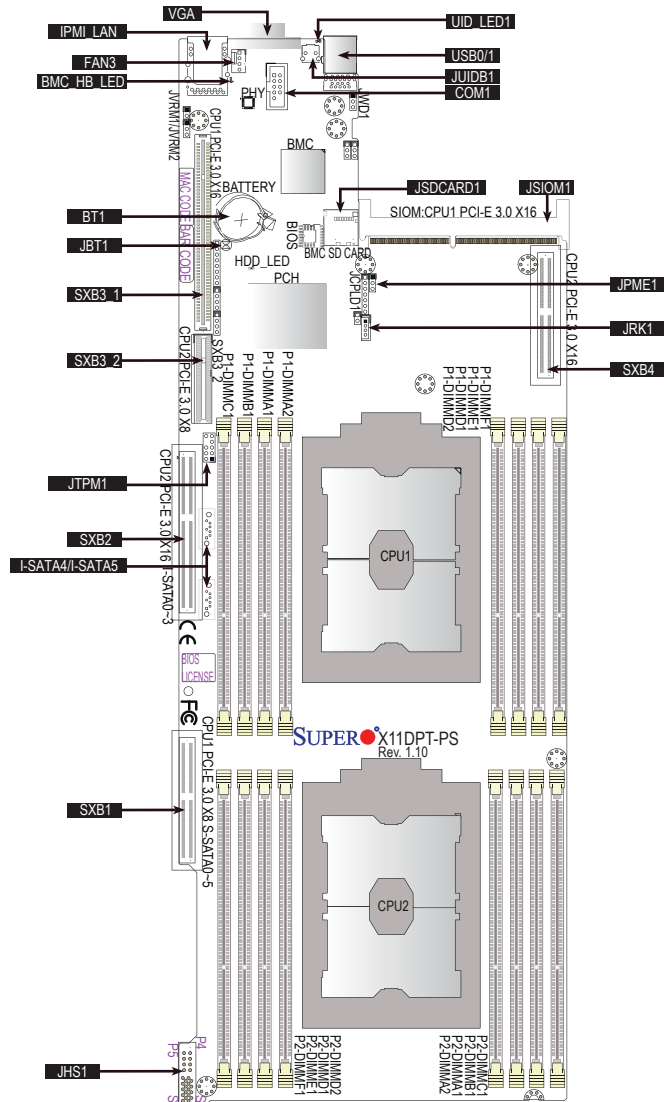 VGA
IPMI_LAN
UID_LED1
FAN3
USB0/1
BMC_HB_LED
JUIDB1
COM1
PHY
JVRM1/JVRM2
JWD1
CPU1 PCI-E 3.0 X16
BMC
MAC CODE
BAR CODE
BATTERY
JSDCARD1
JSIOM1
SIOM:CPU1 PCI-E 3.0 X16
BT1
BIOS
BMC SD CARD
JBT1
HDD_LED
PCH
JCPLD1
JPME1
CPU2 PCI-E 3.0 X16
SXB3_1
JRK1
SXB3_2
SXB3_2
CPU2PCI-E 3.0 X8
SXB4
P1-DIMMC1
P1-DIMMB1
P1-DIMMA1
P1-DIMMA2
P1-DIMMD2
P1-DIMMD1
P1-DIMME1
P1-DIMMF1
JTPM1
CPU2 PCI-E 3.0 X16 I-SATA0~3
SXB2
CPU1
I-SATA4/I-SATA5
CE
BIOS
LICENSE
FC
SUPER X11DPT-PS
Rev. 1.10
CPU1 PCI-E 3.0 X8 S-SATA0~5
SXB1
CPU2
P4
P5
JHS1
P2-DIMMF1
P2-DIMME1
P2-DIMMD1
P2-DIMMD2
P2-DIMMA2
P2-DIMMA1
P2-DIMMB1
P2-DIMMC1